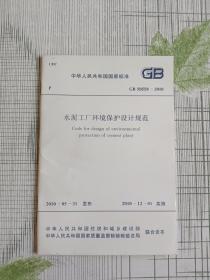 UDC
中华人民共和国国家标准
GB
P
GB 50558-2010
水泥工厂环境保护设计规范
Code for design of environmental
protection of cement plant
2010-05-31 发布
2010-12-01 实施
中华人民共和国住房和城乡建设部
中华人民共和国国家质量监督检验检疫总局
联合发布